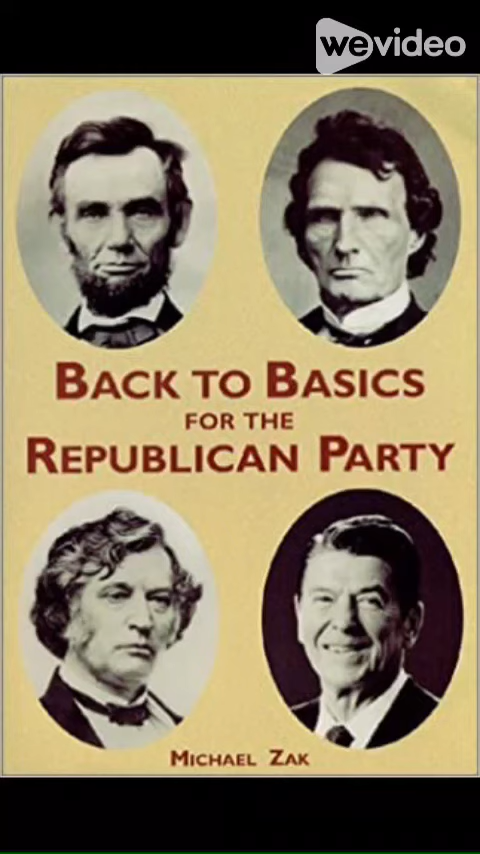 wevideo
BACK TO BASICS
FOR THE
REPUBLICAN PARTY
MICHAEL ZAK